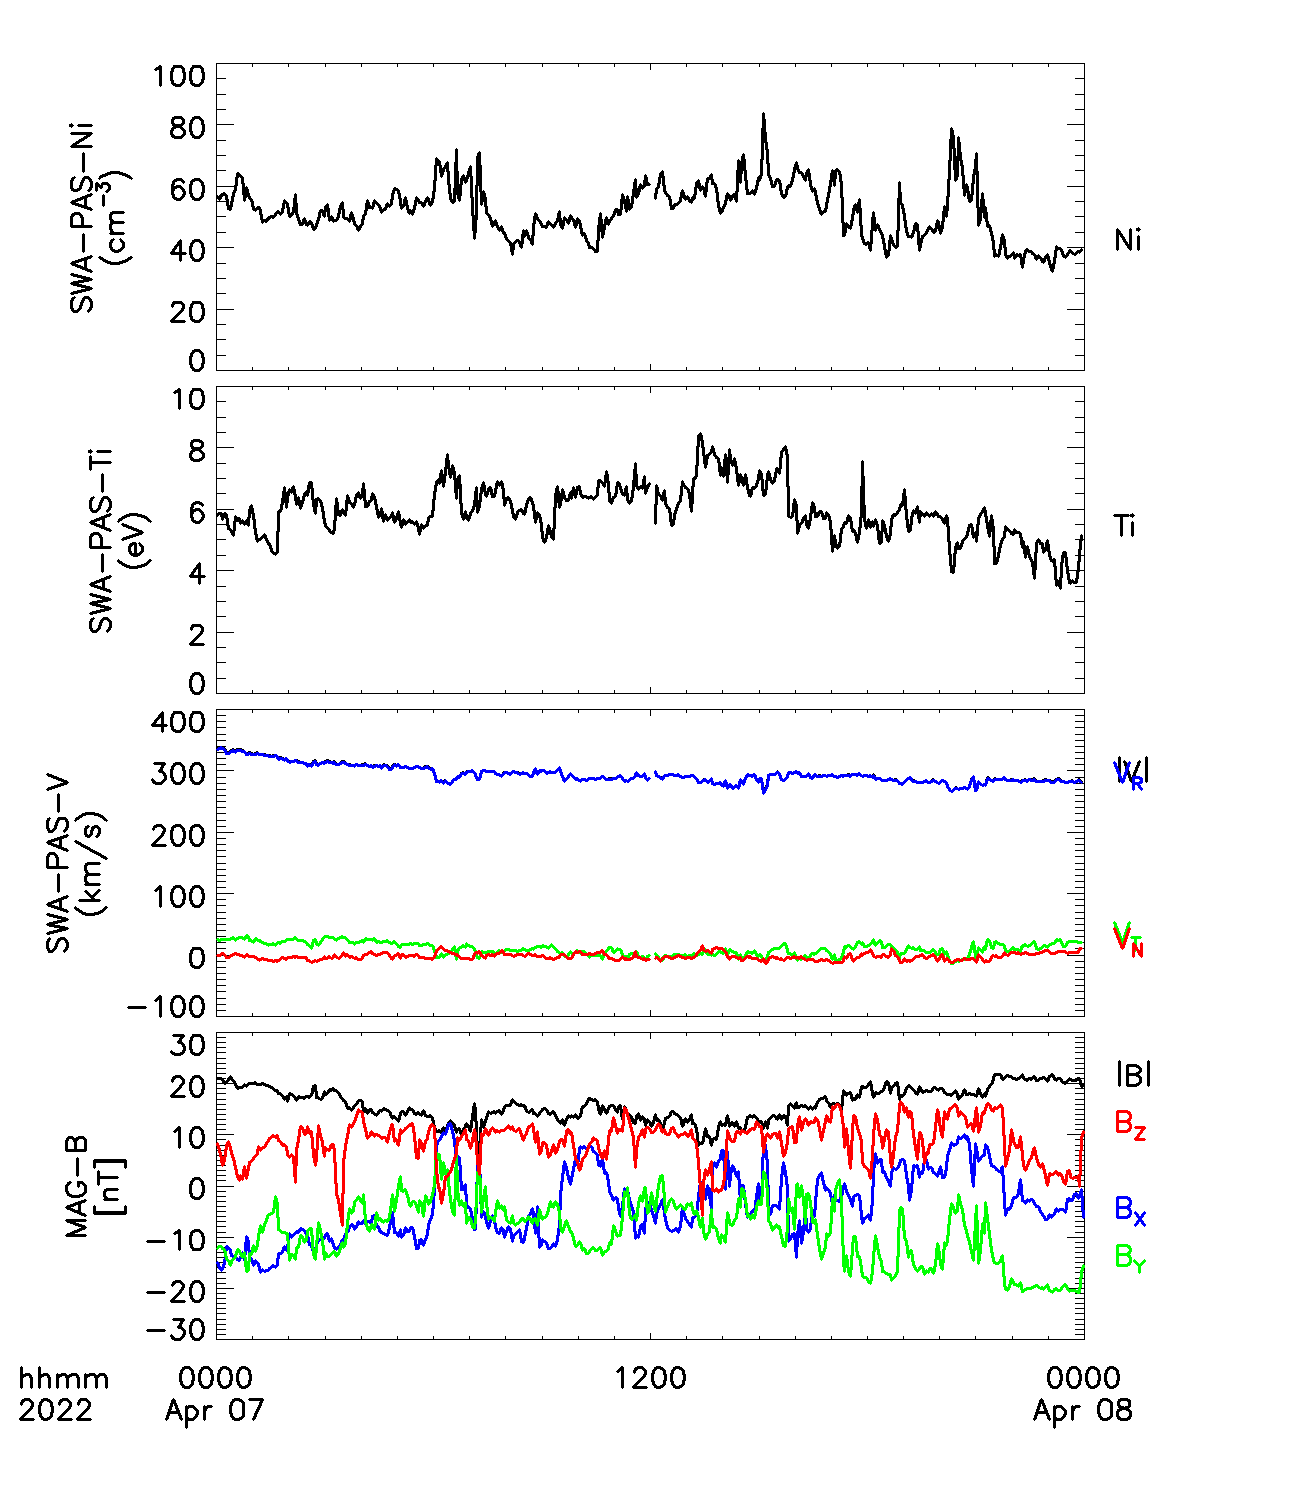 SWA-PAS-Ni
(cm⁻³)
100
80
60
40
20
0
Ni
SWA-PAS-Ti
(eV)
10
8
6
4
2
0
Ti
SWA-PAS-V
(km/s)
400
300
200
100
0
-100
|V|
V_R
V_T
V_N
MAG-B
[nT]
30
20
10
0
-10
-20
-30
|B|
B_Z
B_X
B_Y
hhmm 0000 1200 0000
2022 Apr 07 Apr 08